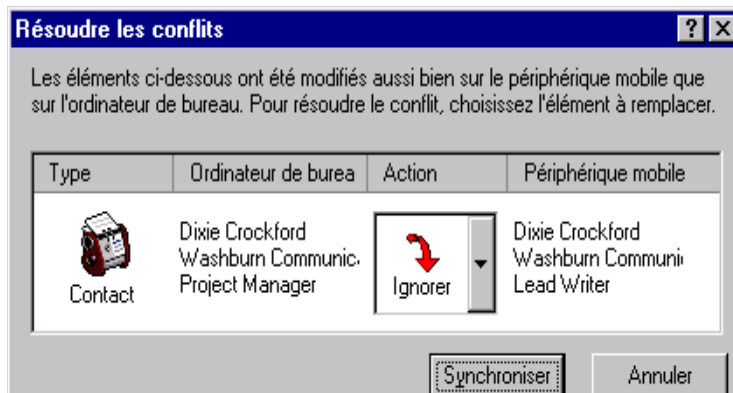 Résoudre les conflits
Les éléments ci-dessous ont été modifiés aussi bien sur le périphérique mobile que
sur l'ordinateur de bureau. Pour résoudre le conflit, choisissez l'élément à remplacer.
Type Ordinateur de burea Action Périphérique mobile
Dixie Crockford Dixie Crockford
Washburn Communic. Washburn Communi
Project Manager Lead Writer
Contact Ignorer
Synchroniser Annuler